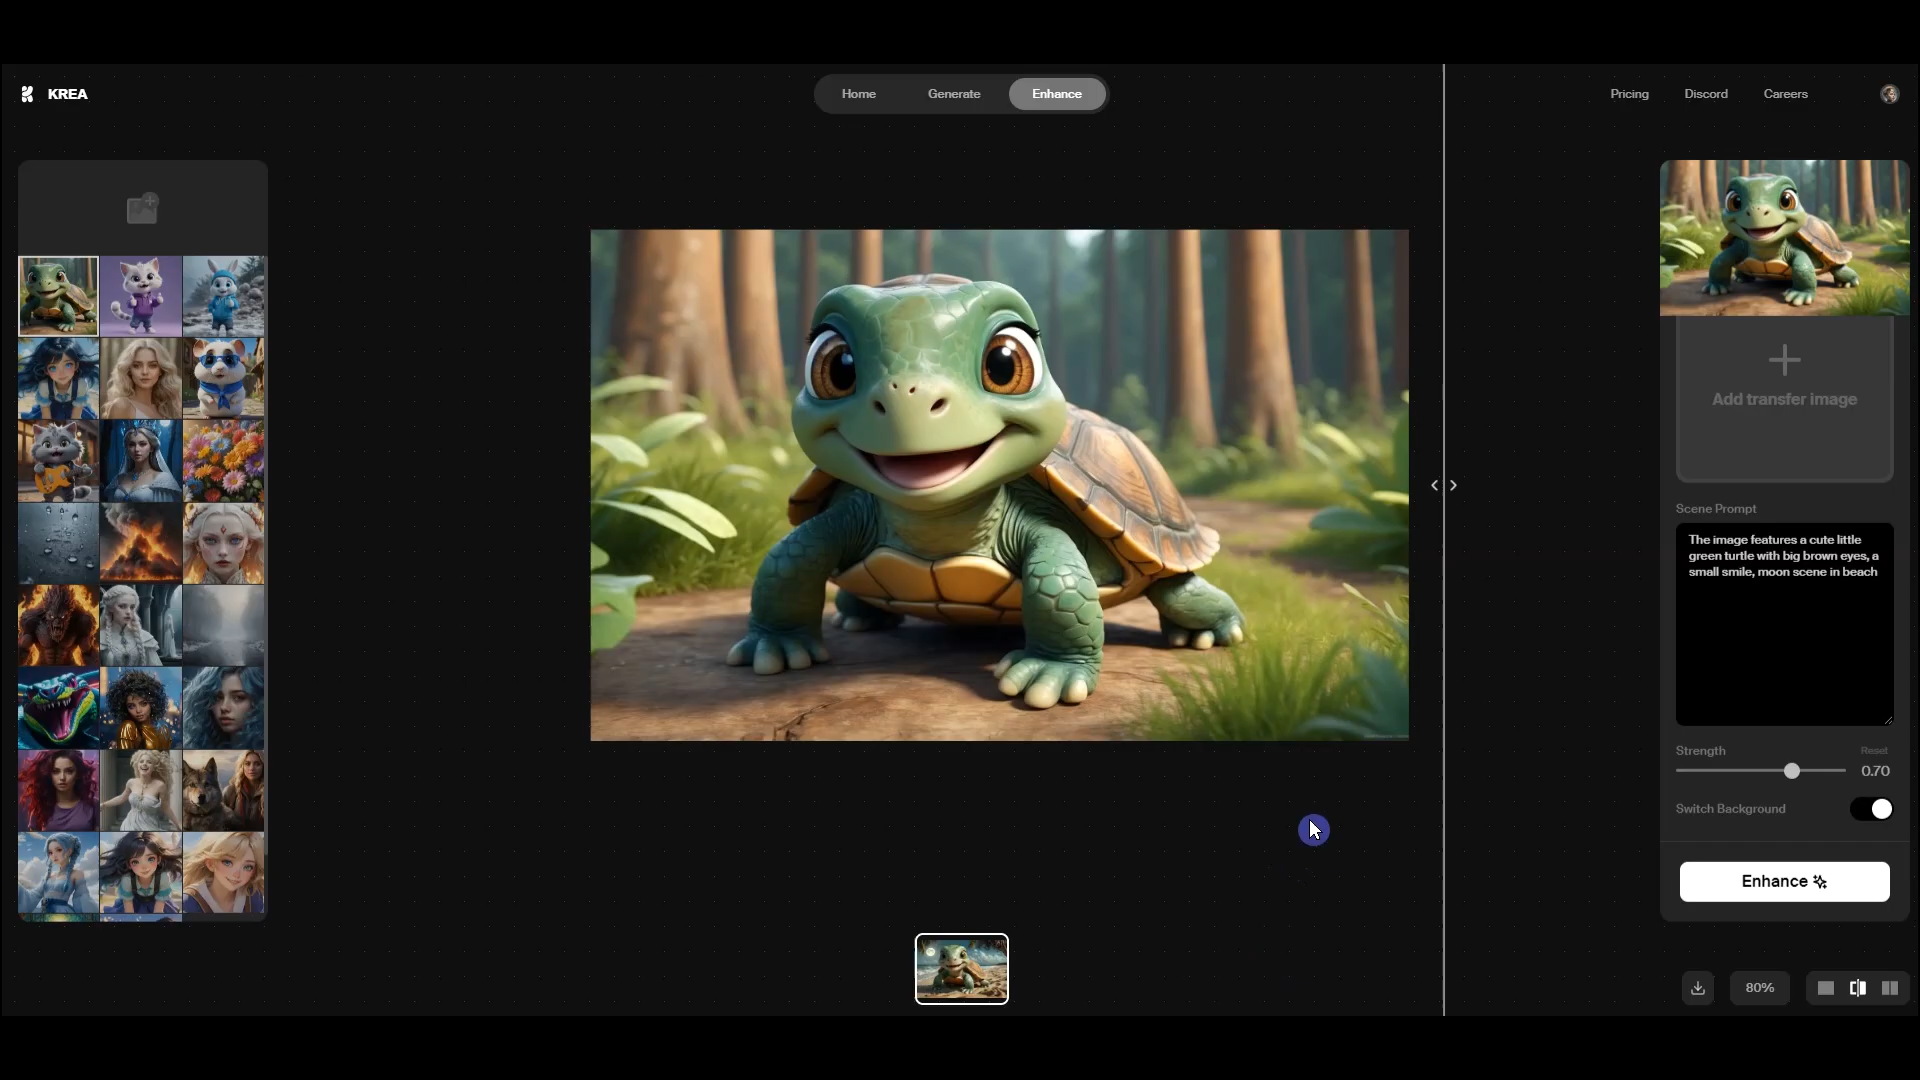 KREA
Home
Generate
Enhance
Pricing
Discord
Careers
Add transfer image
Scene Prompt
The image features a cute little
green turtle with big brown eyes, a
small smile, moon scene in beach
Strength
Reset
0.70
Switch Background
Enhance
80%